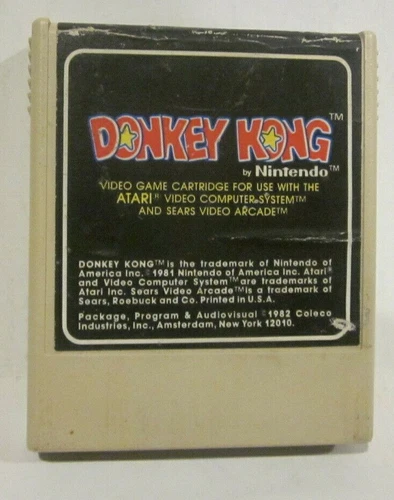 DONKEY KONG™
by Nintendo™
VIDEO GAME CARTRIDGE FOR USE WITH THE
ATARI® VIDEO COMPUTER SYSTEM™
AND SEARS VIDEO ARCADE™
DONKEY KONG™ is the trademark of Nintendo of
America Inc. ©1981 Nintendo of America Inc. Atari®
and Video Computer System™ are trademarks of
Atari Inc. Sears Video Arcade™ is a trademark of
Sears, Roebuck and Co. Printed in U.S.A.
Package, Program & Audiovisual ©1982 Coleco
Industries, Inc., Amsterdam, New York 12010.